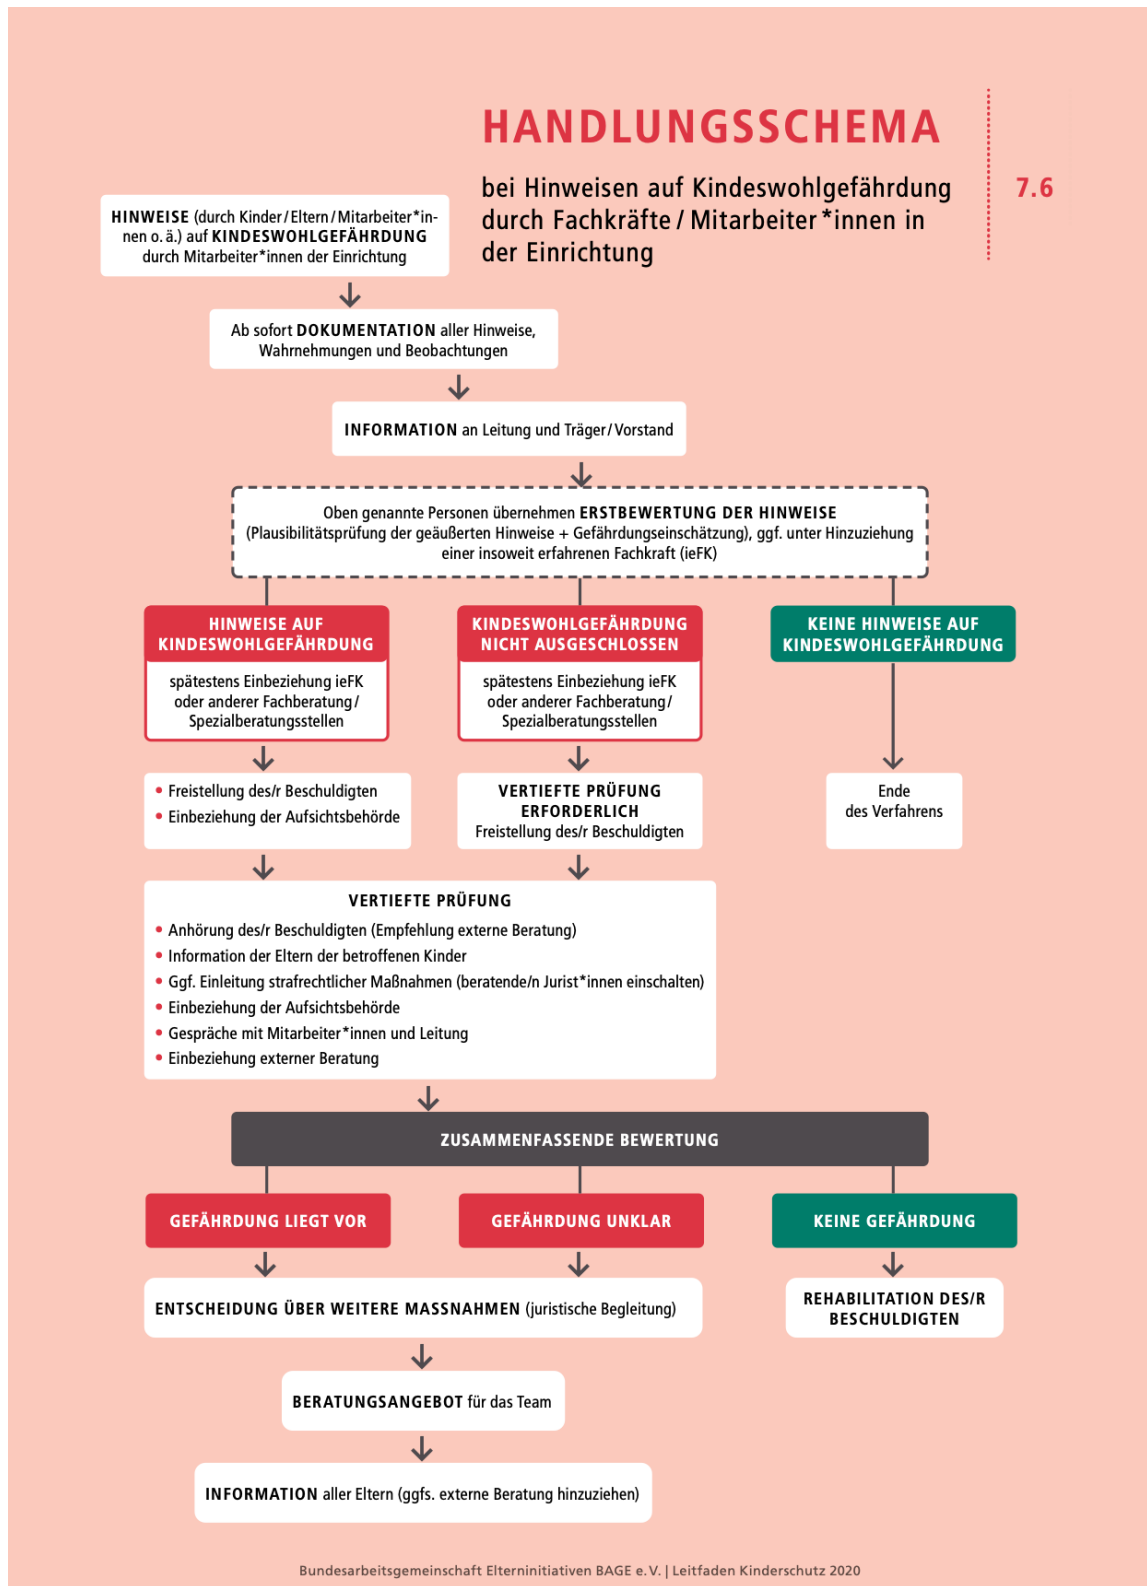 HANDLUNGSSCHEMA
bei Hinweisen auf Kindeswohlgefährdung
durch Fachkräfte / Mitarbeiter*innen in
der Einrichtung
7.6
HINWEISE (durch Kinder / Eltern / Mitarbeiter*in-
nen o. ä.) auf KINDESWOHLGEFÄHRDUNG
durch Mitarbeiter*innen der Einrichtung
Ab sofort DOKUMENTATION aller Hinweise,
Wahrnehmungen und Beobachtungen
INFORMATION an Leitung und Träger / Vorstand
Oben genannte Personen übernehmen ERSTBEWERTUNG DER HINWEISE
(Plausibilitätsprüfung der geäußerten Hinweise + Gefährdungseinschätzung), ggf. unter Hinzuziehung
einer insoweit erfahrenen Fachkraft (ieFK)
HINWEISE AUF
KINDESWOHLGEFÄHRDUNG
spätestens Einbeziehung ieFK
oder anderer Fachberatung /
Spezialberatungsstellen
KINDESWOHLGEFÄHRDUNG
NICHT AUSGESCHLOSSEN
spätestens Einbeziehung ieFK
oder anderer Fachberatung /
Spezialberatungsstellen
KEINE HINWEISE AUF
KINDESWOHLGEFÄHRDUNG
• Freistellung des/r Beschuldigten
• Einbeziehung der Aufsichtsbehörde
VERTIEFTE PRÜFUNG
ERFORDERLICH
Freistellung des/r Beschuldigten
Ende
des Verfahrens
VERTIEFTE PRÜFUNG
• Anhörung des/r Beschuldigten (Empfehlung externe Beratung)
• Information der Eltern der betroffenen Kinder
• Ggf. Einleitung strafrechtlicher Maßnahmen (beratende/n Jurist*innen einschalten)
• Einbeziehung der Aufsichtsbehörde
• Gespräche mit Mitarbeiter*innen und Leitung
• Einbeziehung externer Beratung
ZUSAMMENFASSENDE BEWERTUNG
GEFÄHRDUNG LIEGT VOR
GEFÄHRDUNG UNKLAR
KEINE GEFÄHRDUNG
ENTSCHEIDUNG ÜBER WEITERE MASSNAHMEN (juristische Begleitung)
REHABILITATION DES/R
BESCHULDIGTEN
BERATUNGSANGEBOT für das Team
INFORMATION aller Eltern (ggfs. externe Beratung hinzuziehen)
Bundesarbeitsgemeinschaft Elterninitiativen BAGE e. V. | Leitfaden Kinderschutz 2020